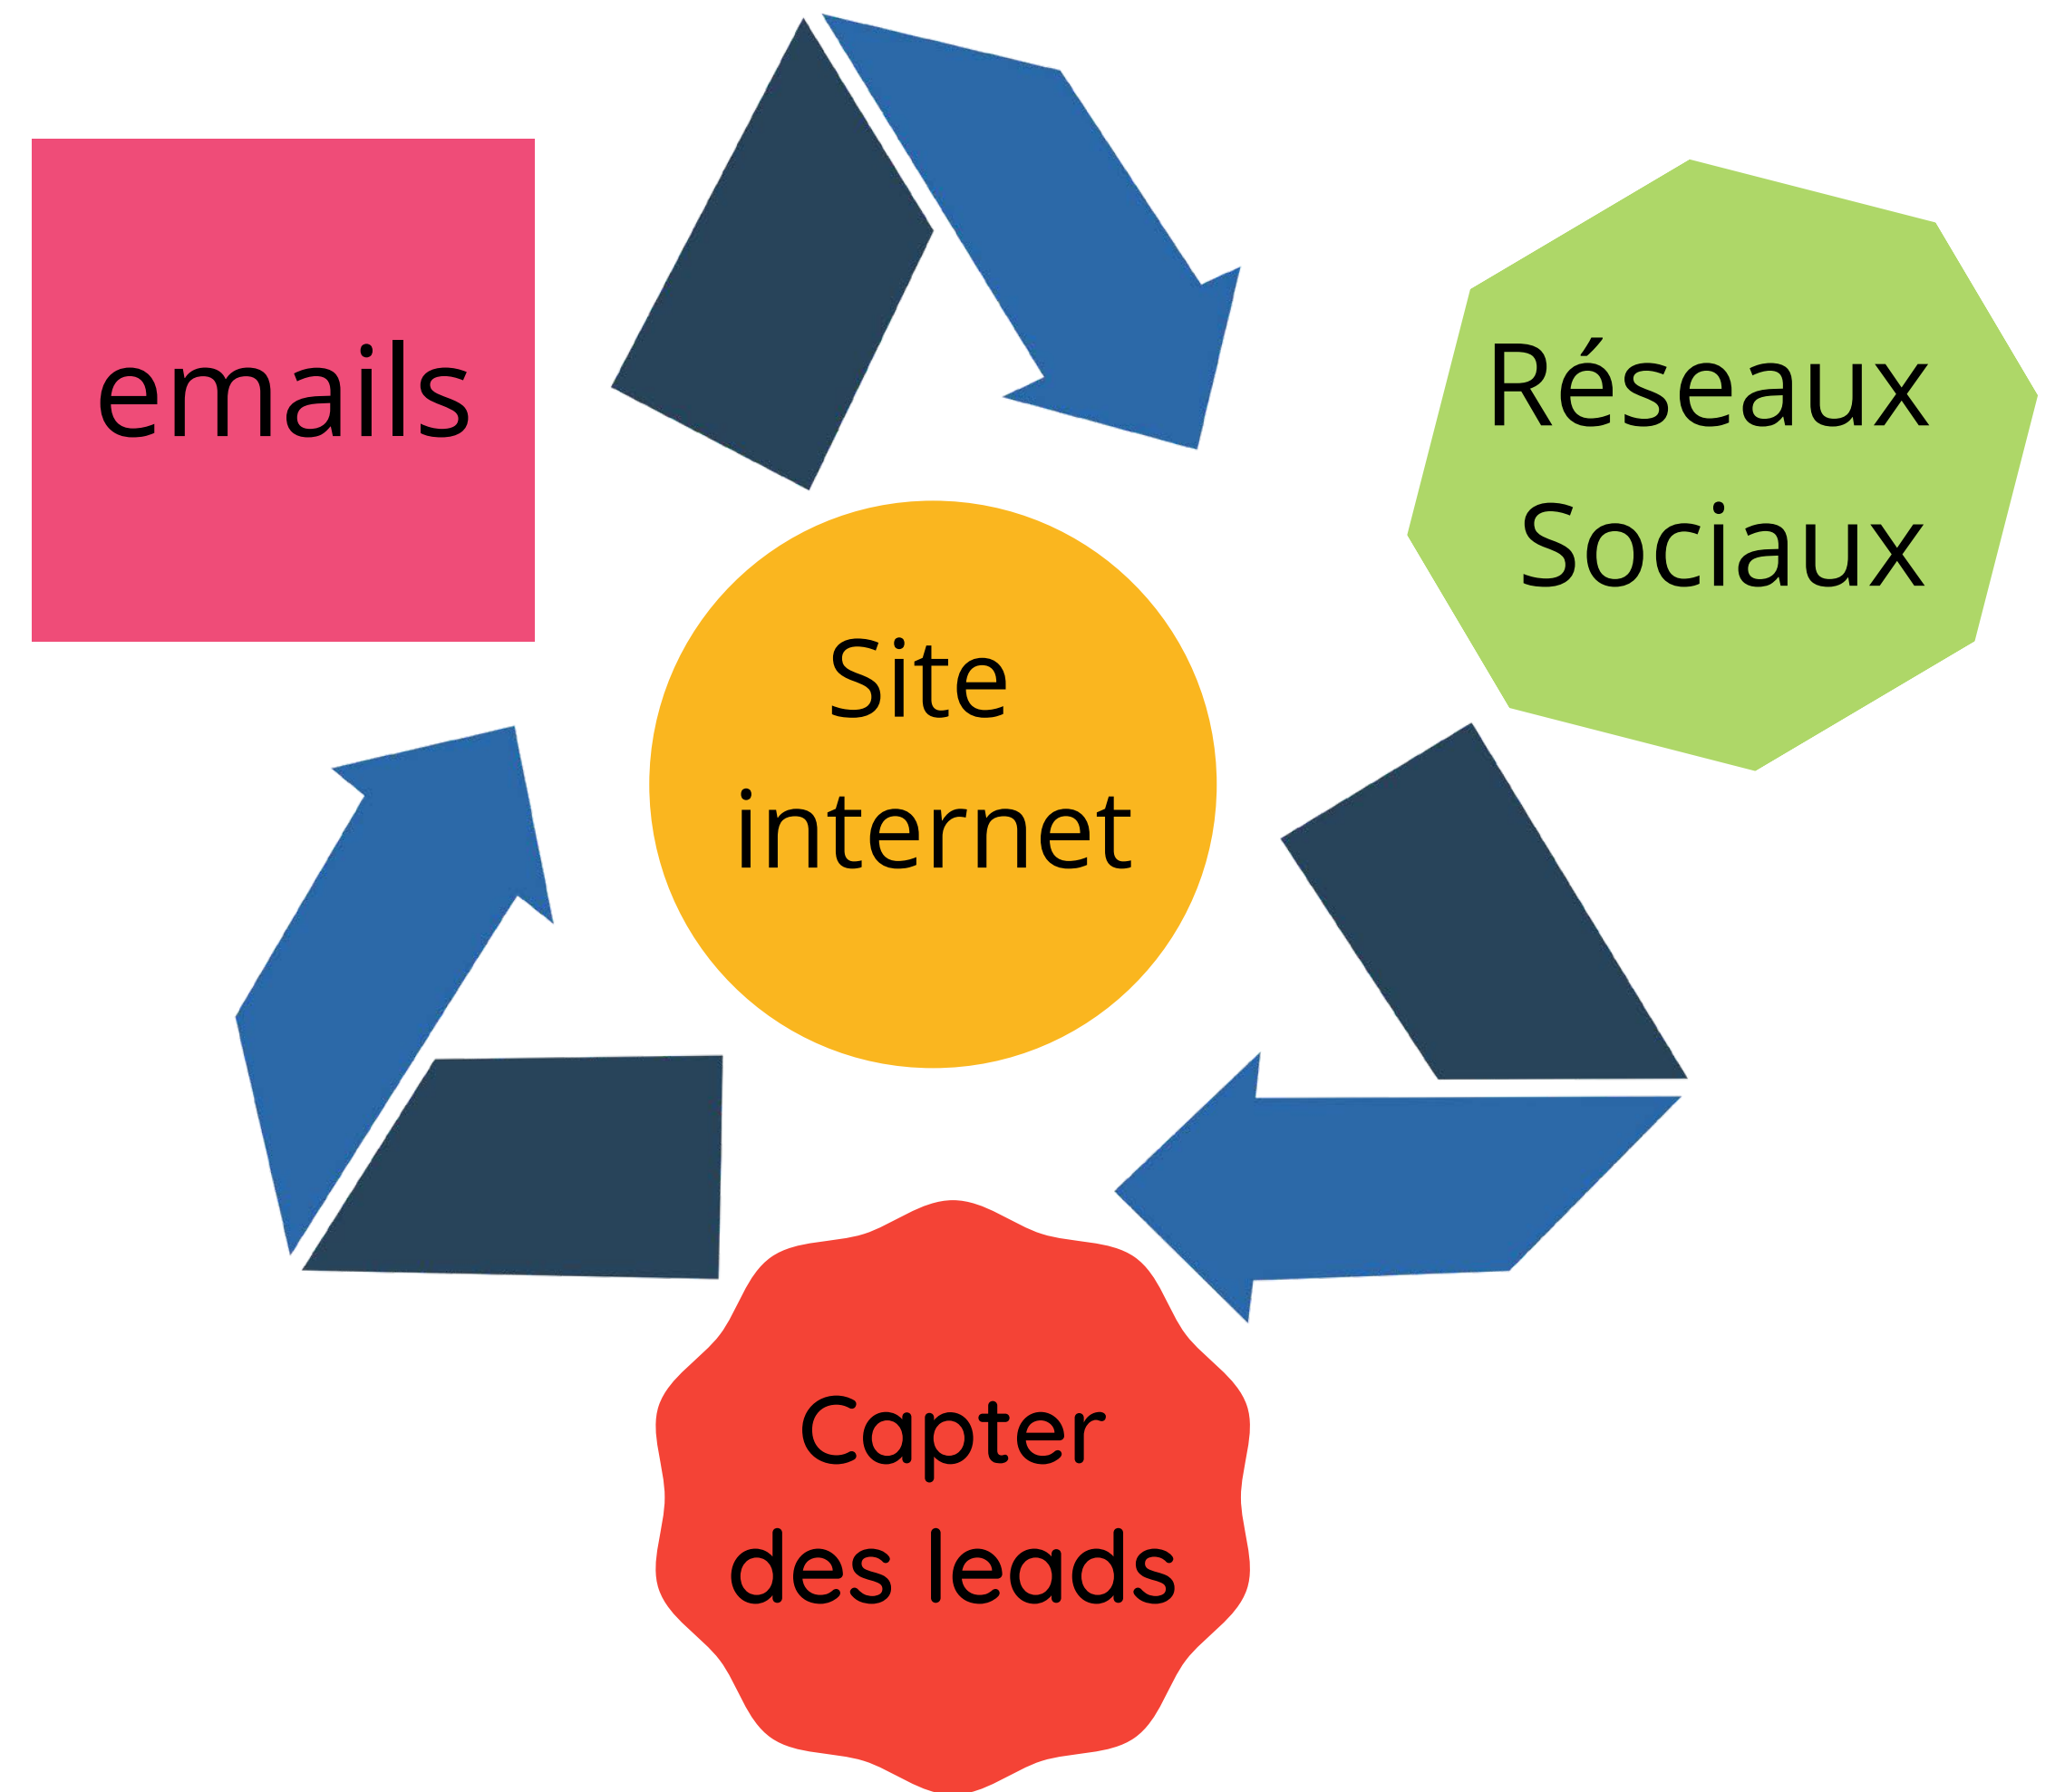 emails
Réseaux
Sociaux
Site
internet
Capter
des leads